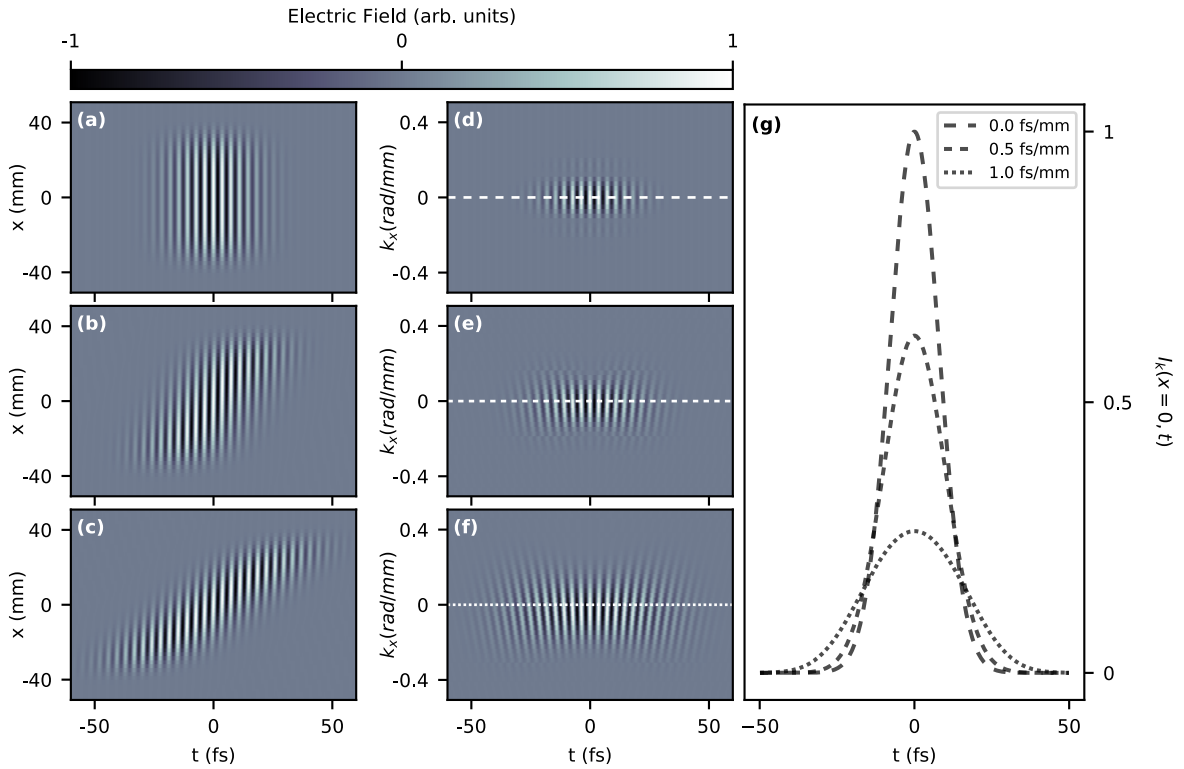 Electric Field (arb. units)
-1 0 1
(a)
40
0
-40
x (mm)
(b)
40
0
-40
x (mm)
(c)
40
0
-40
x (mm)
-50 0 50
t (fs)
(d)
0.4
0
-0.4
k_x(rad/mm)
(e)
0.4
0
-0.4
k_x(rad/mm)
(f)
0.4
0
-0.4
k_x(rad/mm)
-50 0 50
t (fs)
(g)
0.0 fs/mm
0.5 fs/mm
1.0 fs/mm
1
0.5
0
I_k(x = 0, t)
−50 0 50
t (fs)